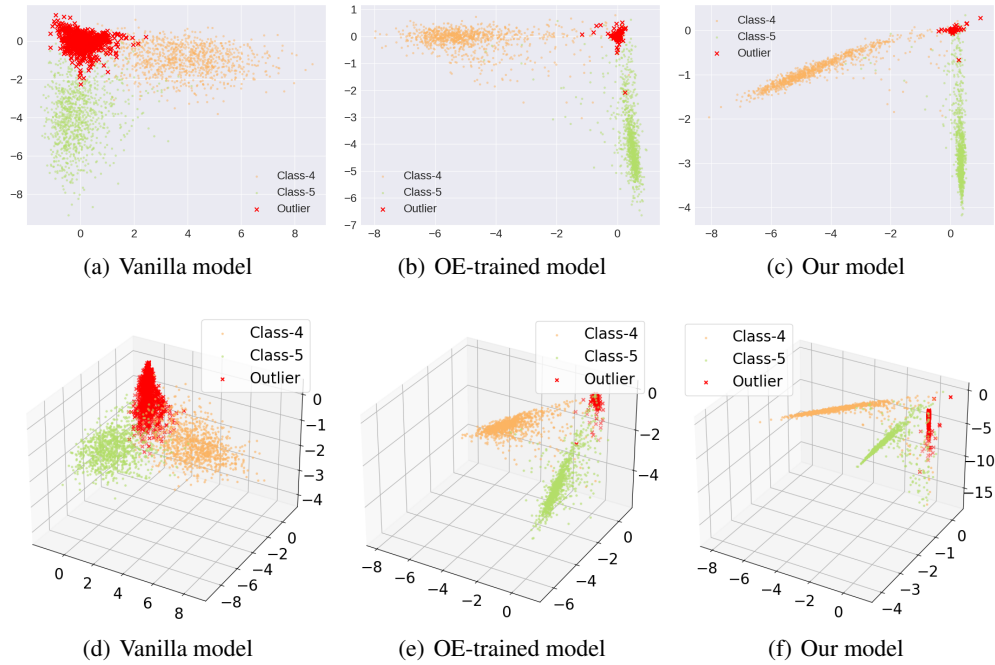 0
−2
−4
−6
−8
0 2 4 6 8
Class-4
Class-5
Outlier
(a) Vanilla model
1
0
−1
−2
−3
−4
−5
−6
−7
−8 −6 −4 −2 0
Class-4
Class-5
Outlier
(b) OE-trained model
0
−1
−2
−3
−4
−8 −6 −4 −2 0
Class-4
Class-5
Outlier
(c) Our model
Class-4
Class-5
Outlier
0
−1
−2
−3
−4
0 2 4 6 8
−8 −6 −4 −2 0
(d) Vanilla model
Class-4
Class-5
Outlier
0
−2
−4
−8 −6 −4 −2 0
−6 −4 −2 0
(e) OE-trained model
Class-4
Class-5
Outlier
0
−5
−10
−15
−8 −6 −4 −2 0
−4 −3 −2 −1 0
(f) Our model